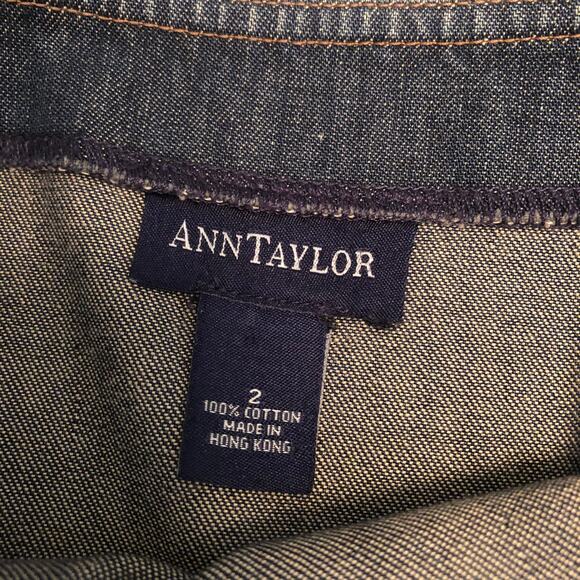 ANNTAYLOR
2
100% COTTON
MADE IN
HONG KONG